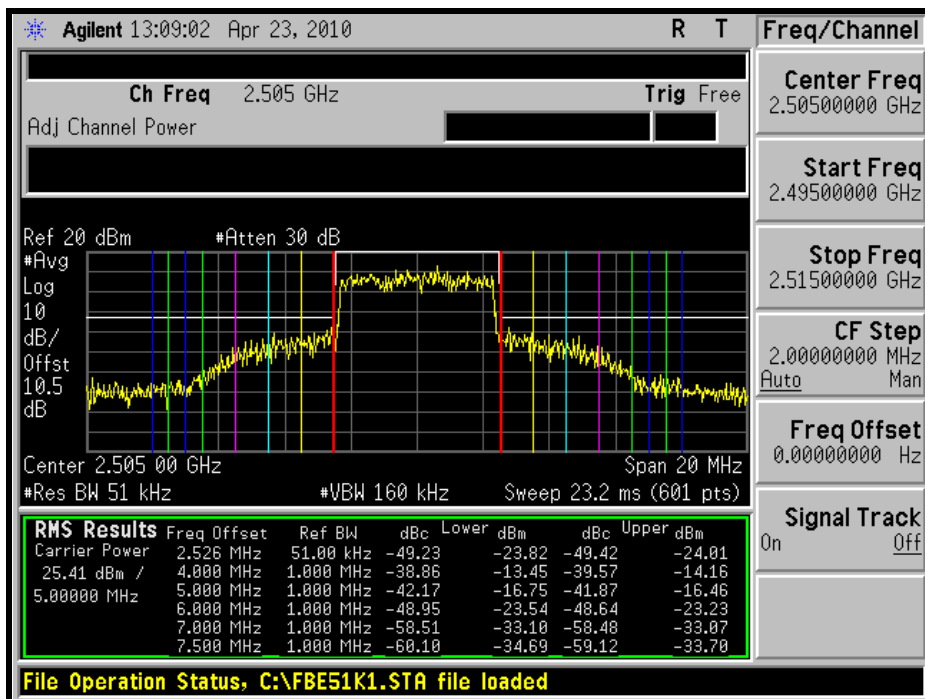 Agilent 13:09:02 Apr 23, 2010 R T
Freq/Channel
Ch Freq 2.505 GHz Trig Free
Adj Channel Power
Center Freq
2.50500000 GHz
Start Freq
2.49500000 GHz
Stop Freq
2.51500000 GHz
CF Step
2.00000000 MHz
Auto Man
Freq Offset
0.00000000 Hz
Signal Track
On Off
Ref 20 dBm #Atten 30 dB
#Avg
Log
10
dB/
Offst
10.5
dB
Center 2.505 00 GHz Span 20 MHz
#Res BW 51 kHz #VBW 160 kHz Sweep 23.2 ms (601 pts)
RMS Results Freq Offset Ref BW dBc Lower dBm dBc Upper dBm
Carrier Power 2.526 MHz 51.00 kHz -49.23 -23.82 -49.42 -24.01
25.41 dBm / 4.000 MHz 1.000 MHz -38.86 -13.45 -39.57 -14.16
5.00000 MHz 5.000 MHz 1.000 MHz -42.17 -16.75 -41.87 -16.46
6.000 MHz 1.000 MHz -48.95 -23.54 -48.64 -23.23
7.000 MHz 1.000 MHz -58.51 -33.10 -58.48 -33.07
7.500 MHz 1.000 MHz -60.10 -34.69 -59.12 -33.70
File Operation Status, C:\FBE51K1.STA file loaded